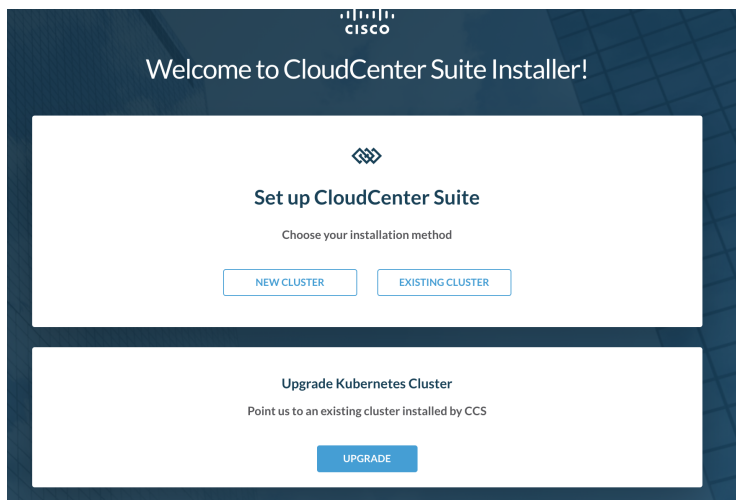 CISCO
Welcome to CloudCenter Suite Installer!
Set up CloudCenter Suite
Choose your installation method
NEW CLUSTER
EXISTING CLUSTER
Upgrade Kubernetes Cluster
Point us to an existing cluster installed by CCS
UPGRADE